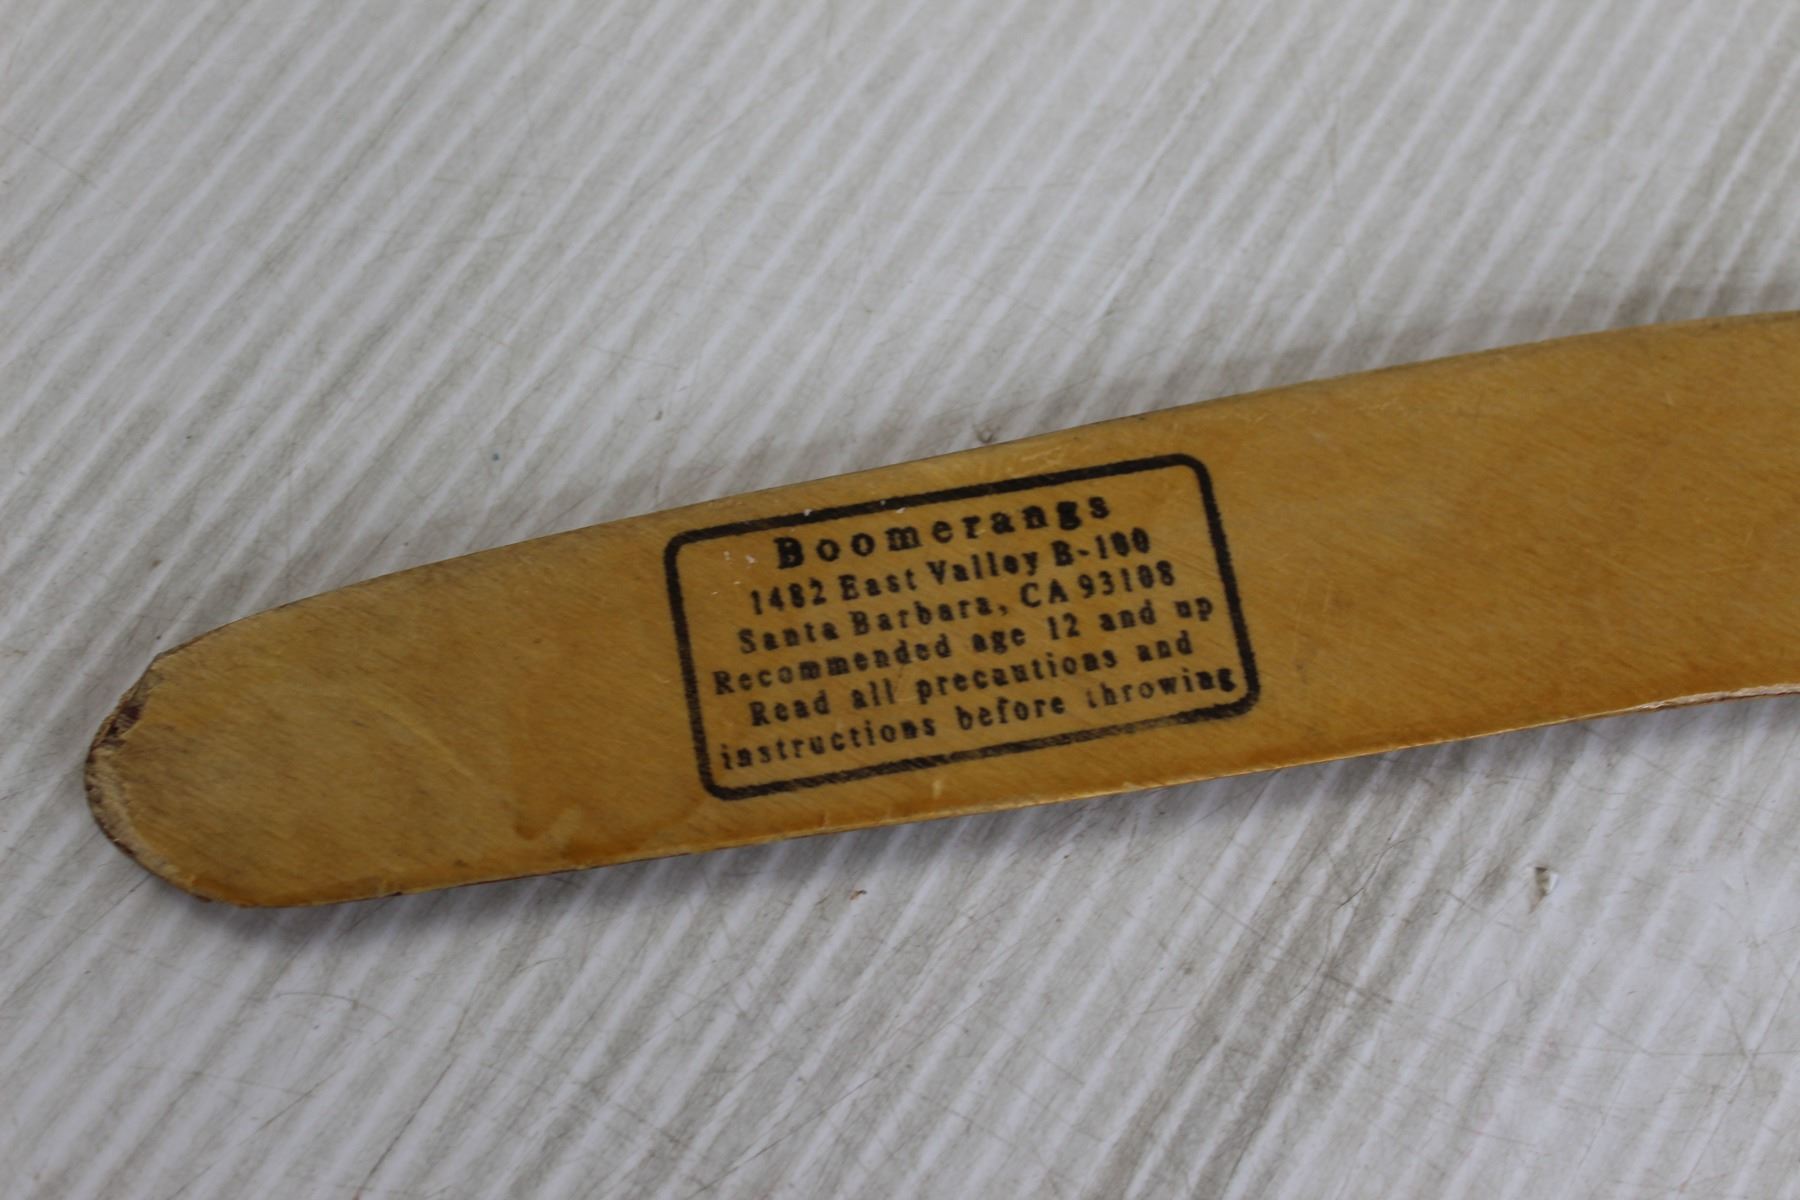 Boomerangs
1482 East Valley B-100
Santa Barbara, CA 93108
Recommended age 12 and up
Read all precautions and
instructions before throwing